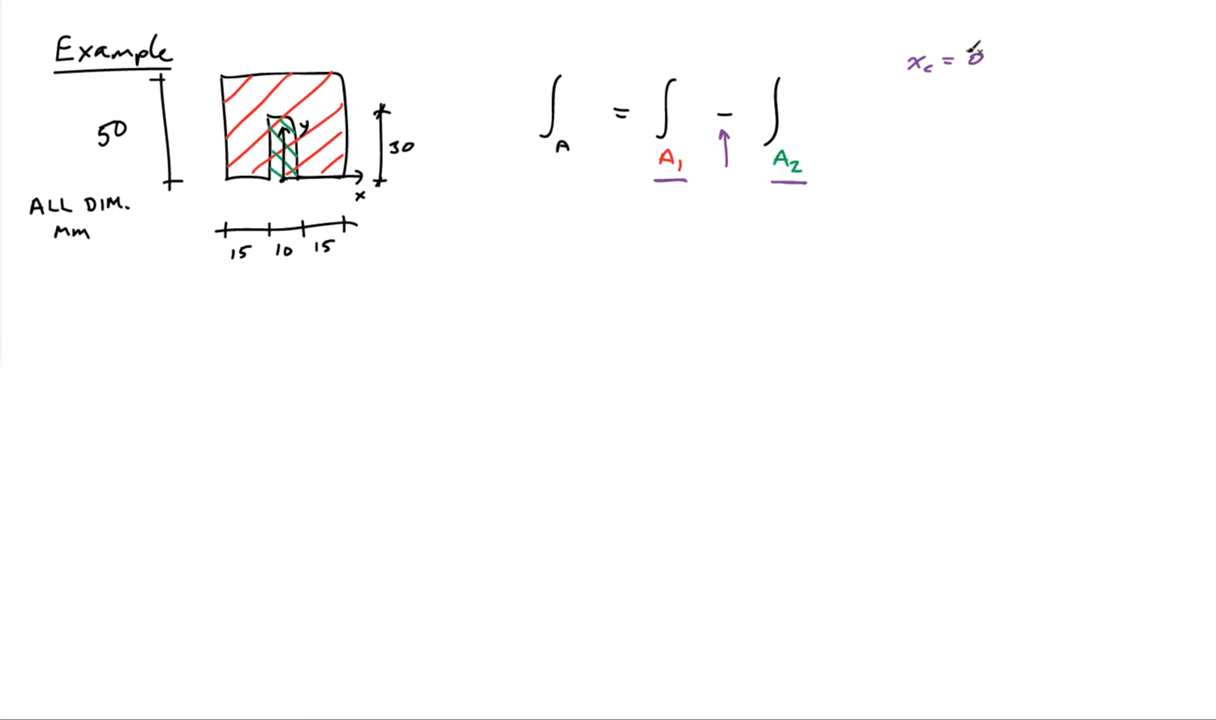 Example
50
y
30
x
ALL DIM.
mm
15 10 15
∫A = ∫A₁ - ∫A₂
xc = 0